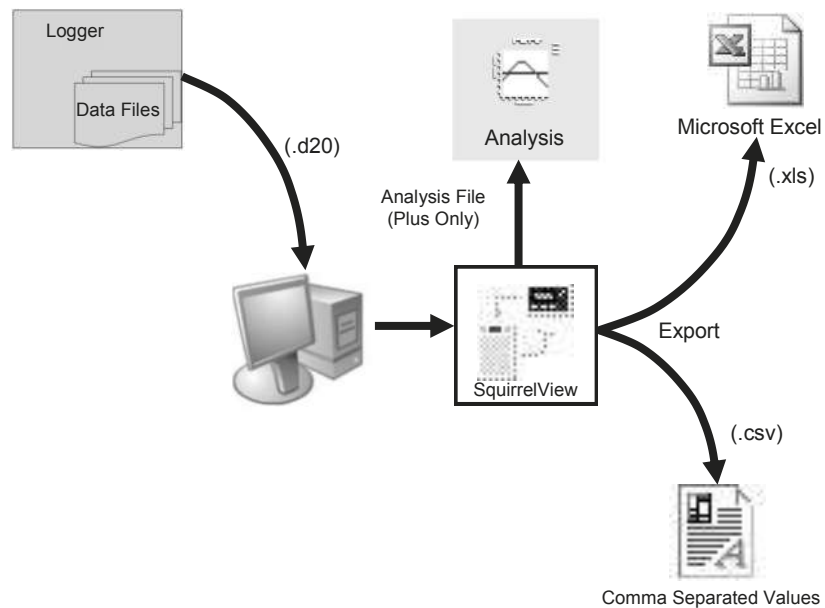 Logger
Data Files
(.d20)
Analysis
Analysis File
(Plus Only)
Microsoft Excel
(.xls)
SquirrelView
Export
(.csv)
Comma Separated Values